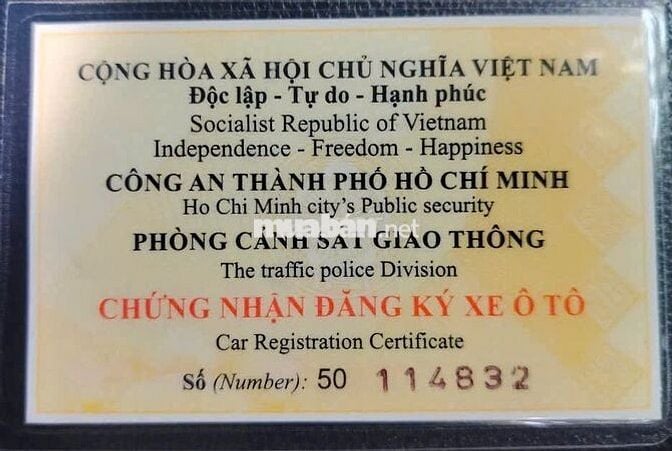 CỘNG HÒA XÃ HỘI CHỦ NGHĨA VIỆT NAM
Độc lập - Tự do - Hạnh phúc
Socialist Republic of Vietnam
Independence - Freedom - Happiness
CÔNG AN THÀNH PHỐ HỒ CHÍ MINH
Ho Chi Minh city's Public security
muaban.net
PHÒNG CẢNH SÁT GIAO THÔNG
The traffic police Division
CHỨNG NHẬN ĐĂNG KÝ XE Ô TÔ
Car Registration Certificate
Số (Number): 50 114832